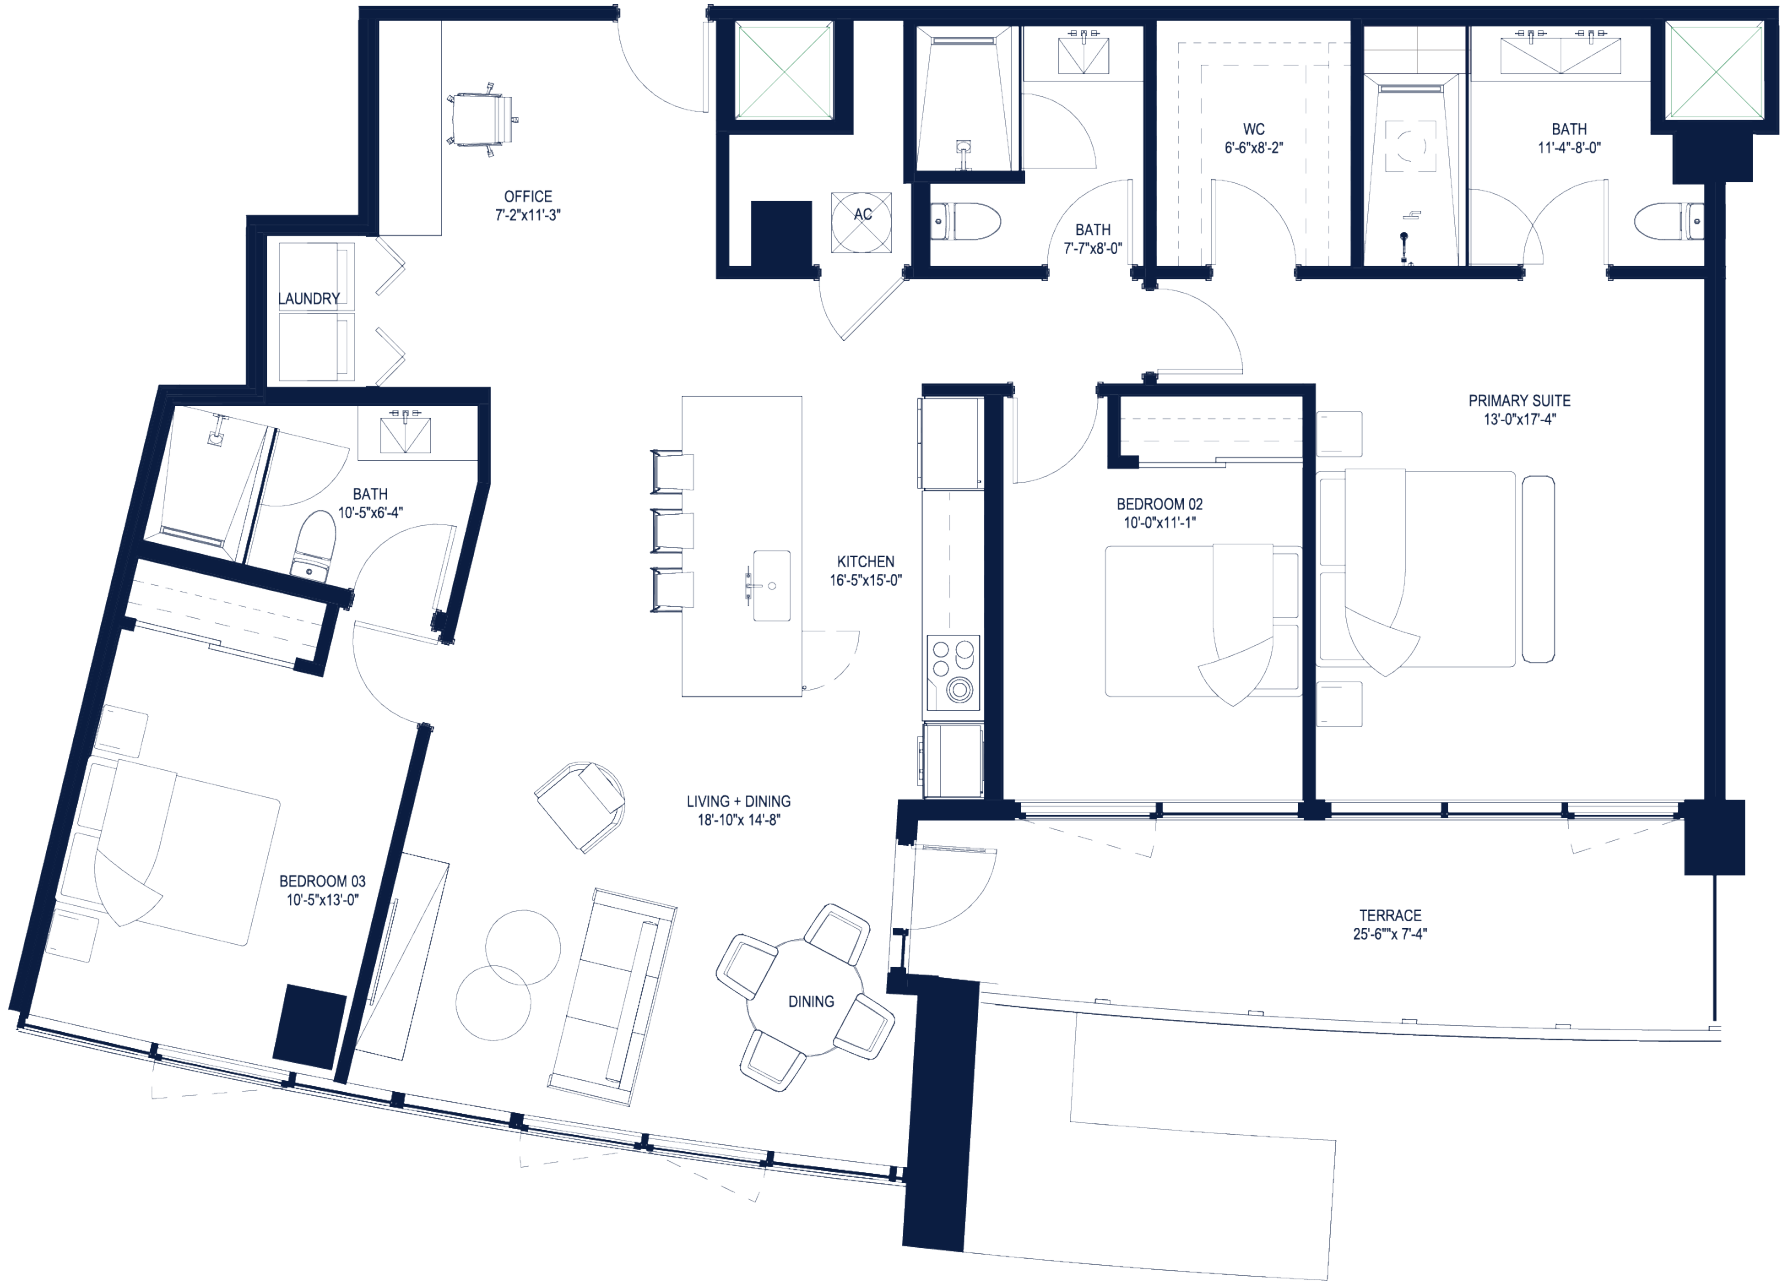 WC
6'-6"x8'-2"
BATH
11'-4"-8'-0"
OFFICE
7'-2"x11'-3"
AC
BATH
7'-7"x8'-0"
LAUNDRY
PRIMARY SUITE
13'-0"x17'-4"
BATH
10'-5"x6'-4"
BEDROOM 02
10'-0"x11'-1"
KITCHEN
16'-5"x15'-0"
LIVING + DINING
18'-10"x 14'-8"
BEDROOM 03
10'-5"x13'-0"
TERRACE
25'-6""x 7'-4"
DINING